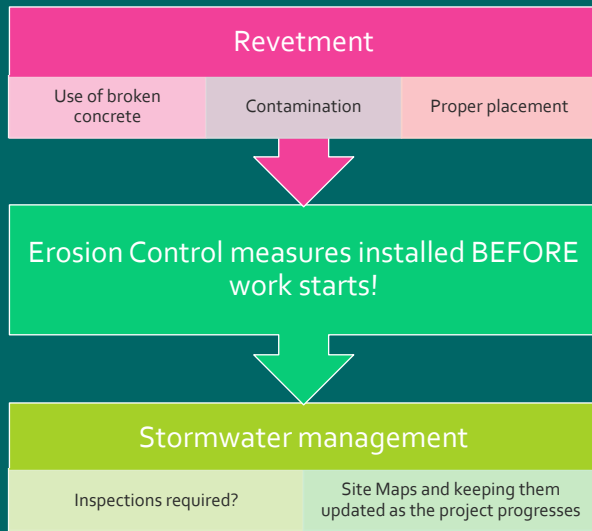 Revetment
Use of broken
concrete
Contamination
Proper placement
Erosion Control measures installed BEFORE
work starts!
Stormwater management
Inspections required?
Site Maps and keeping them
updated as the project progresses